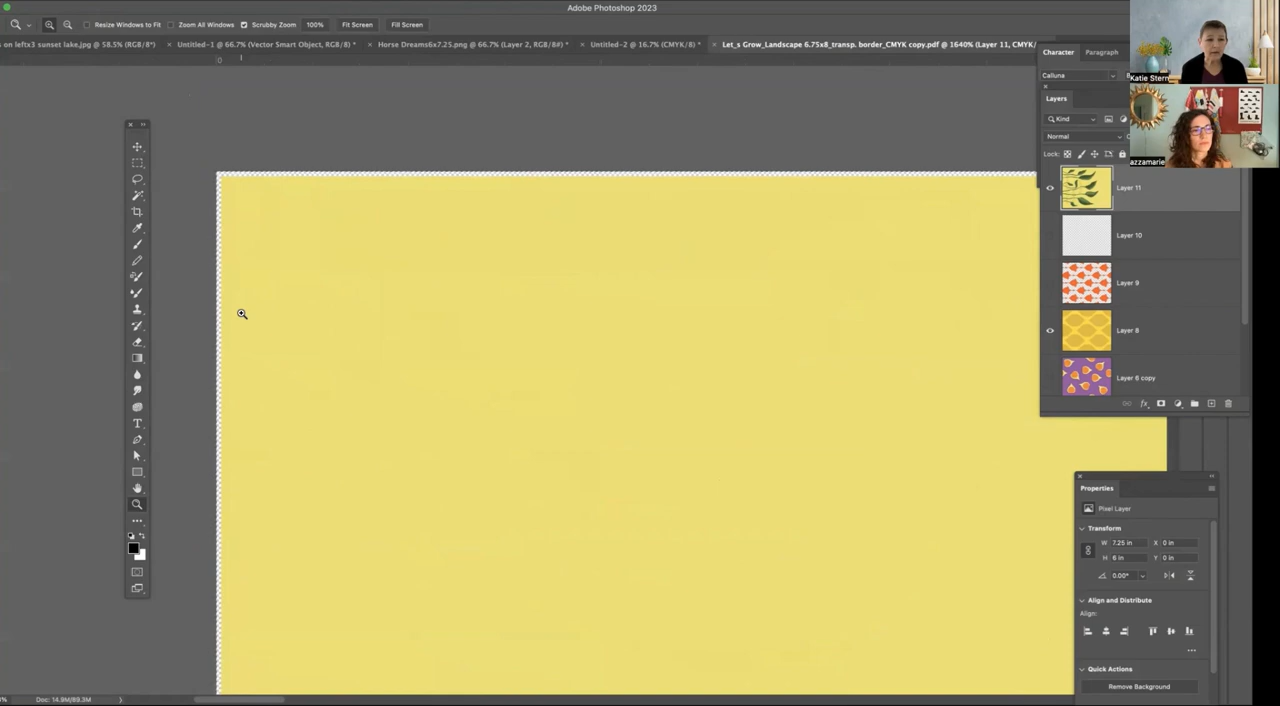 Adobe Photoshop 2023
Resize Windows to Fit
Zoom All Windows
Scrubby Zoom
100%
Fit Screen
Fill Screen
on leftx3 sunset lake.jpg @ 58.5% (RGB/8*)
Untitled-1 @ 66.7% (Vector Smart Object, RGB/8*) *
Horse Dreams6x7.25.png @ 66.7% (Layer 2, RGB/8#) *
Untitled-2 @ 16.7% (CMYK/8) *
Let_s Grow_Landscape 6.75x8_transp. border_CMYK copy.pdf @ 1640% (Layer 11, CMYK/
0
Character
Paragraph
Calluna
Layers
Kind
Normal
Lock:
Layer 11
Layer 10
Layer 9
Layer 8
Layer 6 copy
fx
Katie Stern
azzamarie
Properties
Pixel Layer
Transform
W 7.25 in
X 0 in
H 6 in
Y 0 in
0.00°
Align and Distribute
Align:
Quick Actions
Remove Background
Doc: 14.9M/89.3M